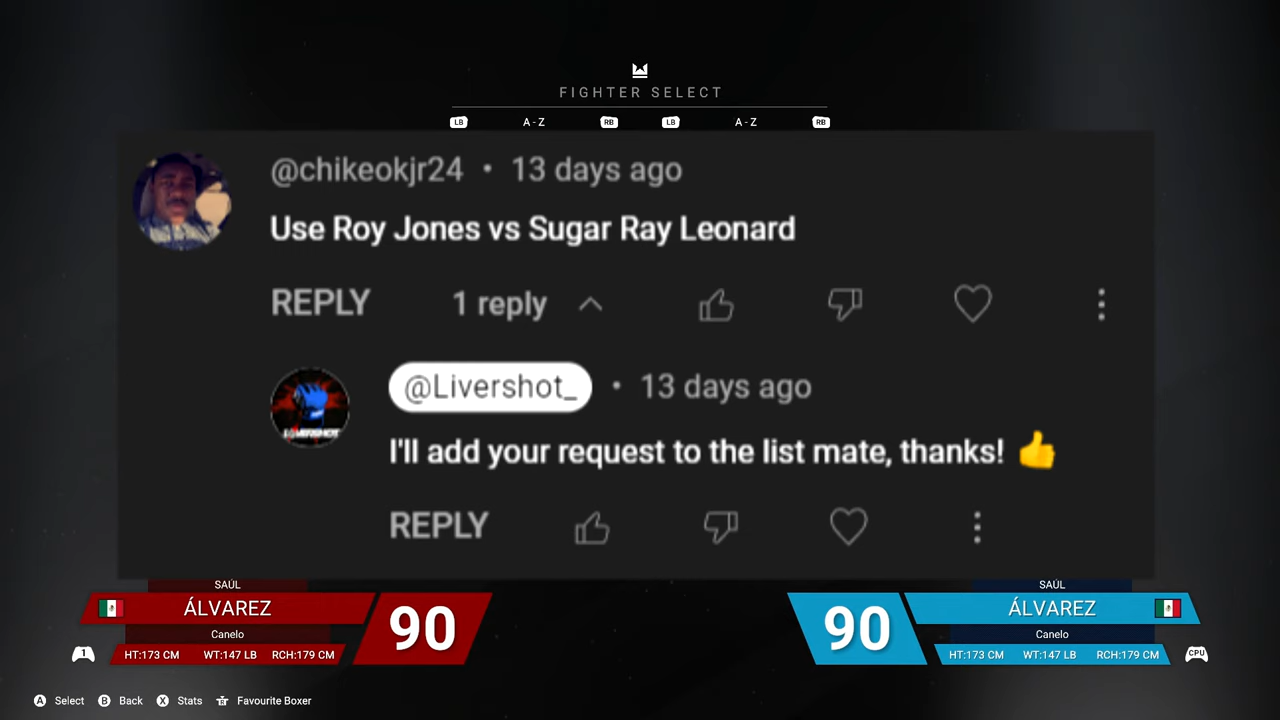 FIGHTER SELECT
LB A - Z RB LB A - Z RB
@chikeokjr24 • 13 days ago
Use Roy Jones vs Sugar Ray Leonard
REPLY 1 reply
@Livershot_ • 13 days ago
I'll add your request to the list mate, thanks! 👍
LIVERSHOT
REPLY
SAÚL
ÁLVAREZ
90
Canelo
1 HT:173 CM WT:147 LB RCH:179 CM
SAÚL
90
ÁLVAREZ
Canelo
HT:173 CM WT:147 LB RCH:179 CM CPU
A Select B Back X Stats Favourite Boxer